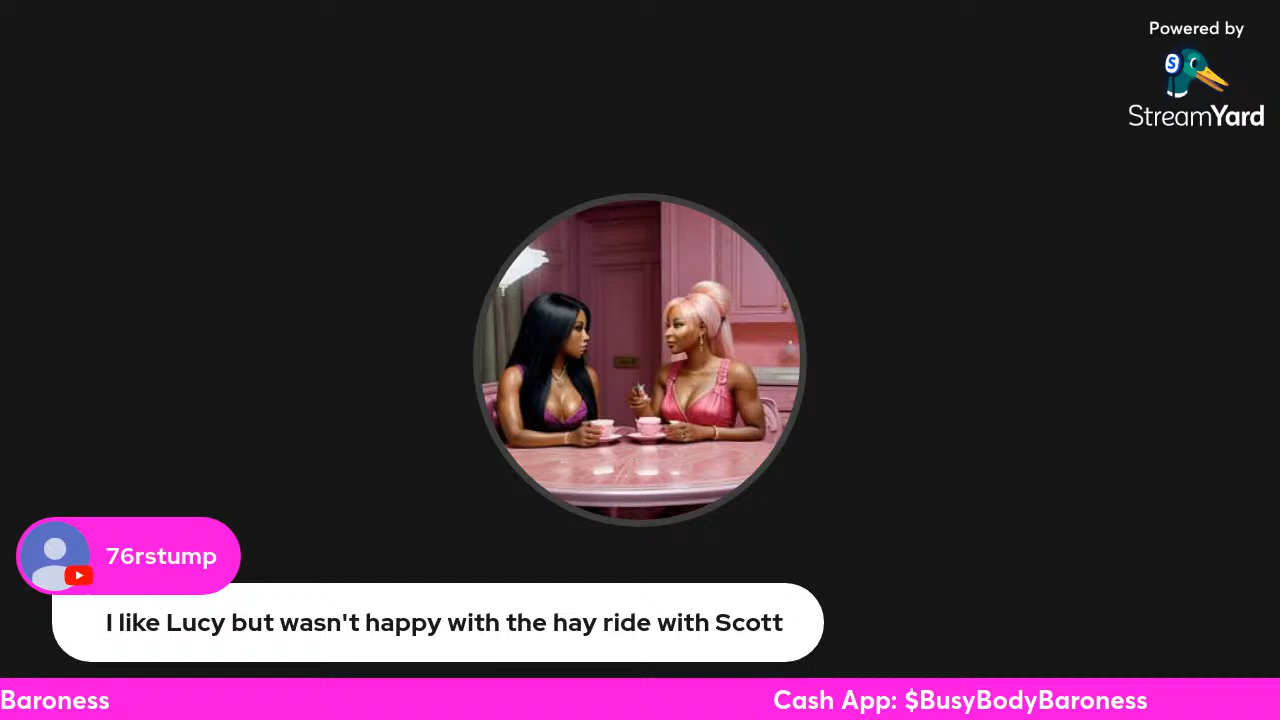 Powered by
S
StreamYard
76rstump
I like Lucy but wasn't happy with the hay ride with Scott
Baroness
Cash App: $BusyBodyBaroness